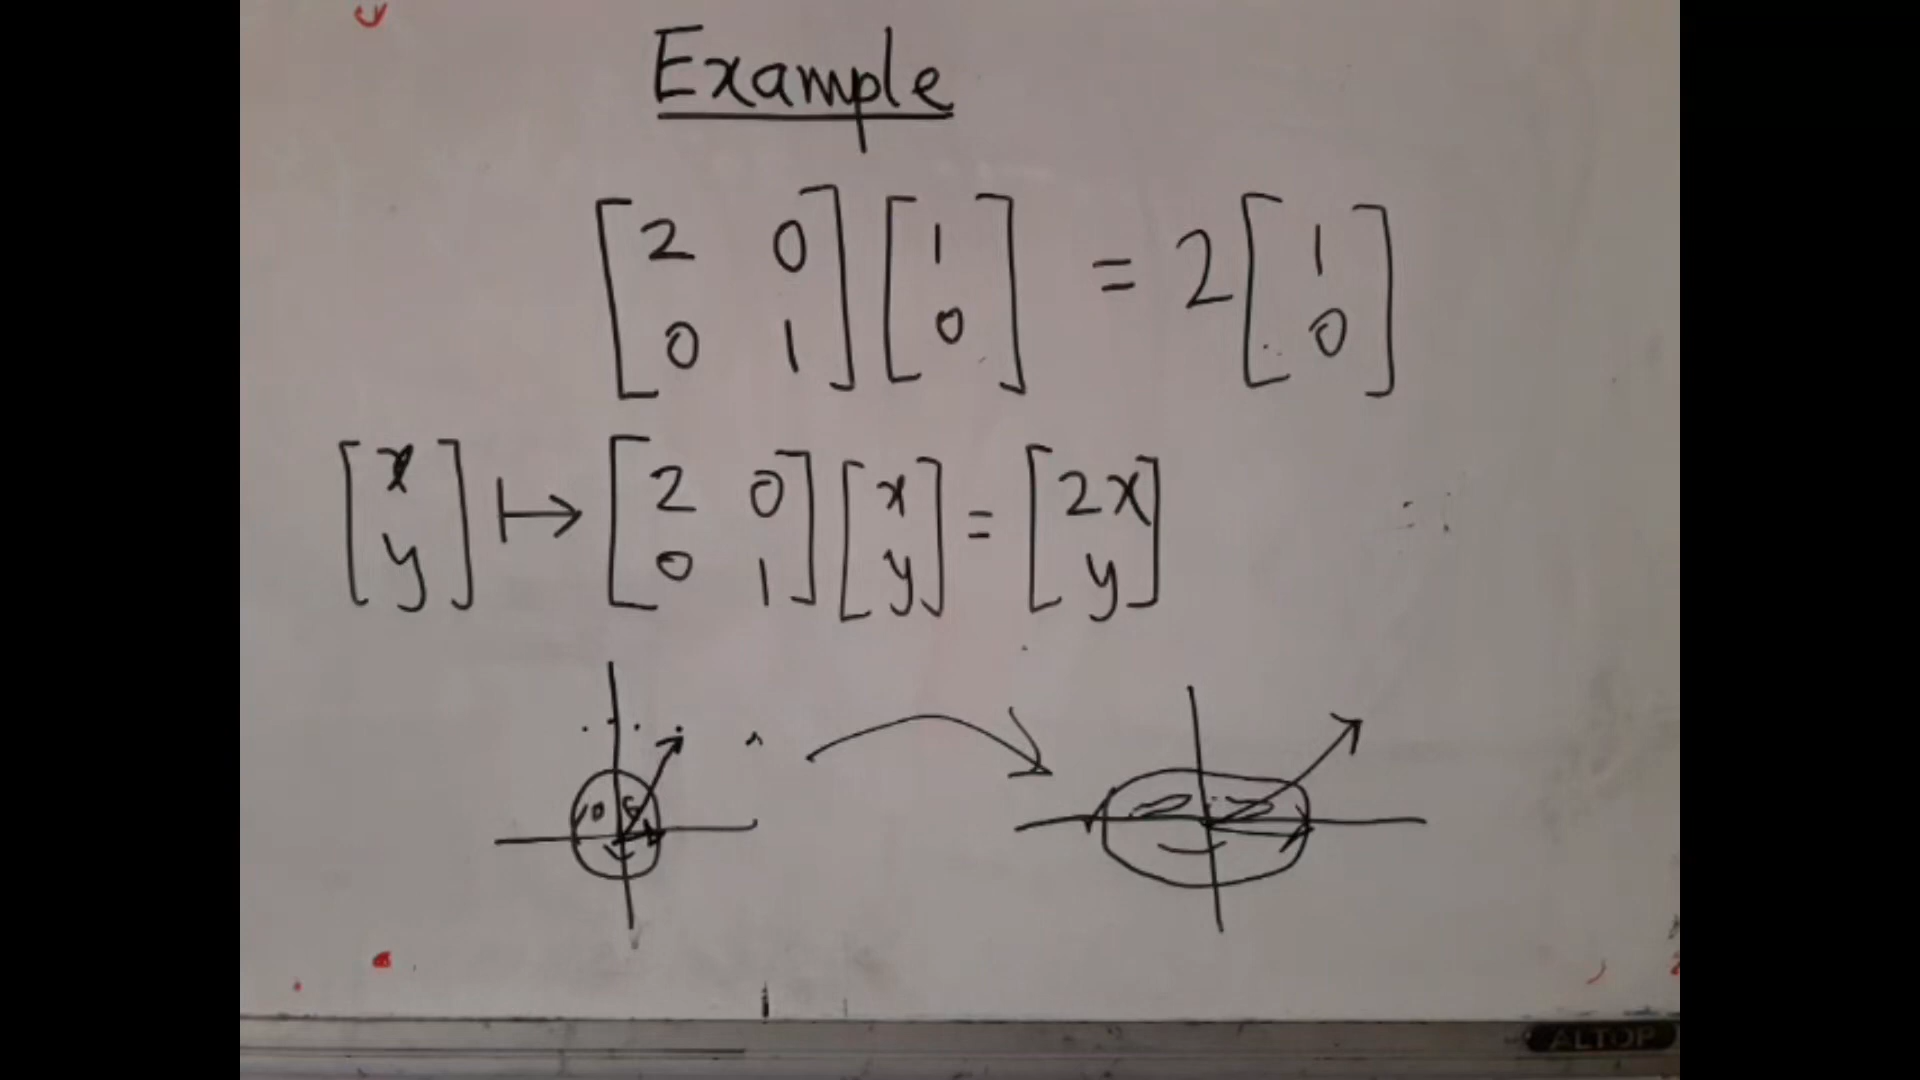 Example
[2 0; 0 1] [1; 0] = 2 [1; 0]
[x; y] ↦ [2 0; 0 1] [x; y] = [2x; y]
ALTOP